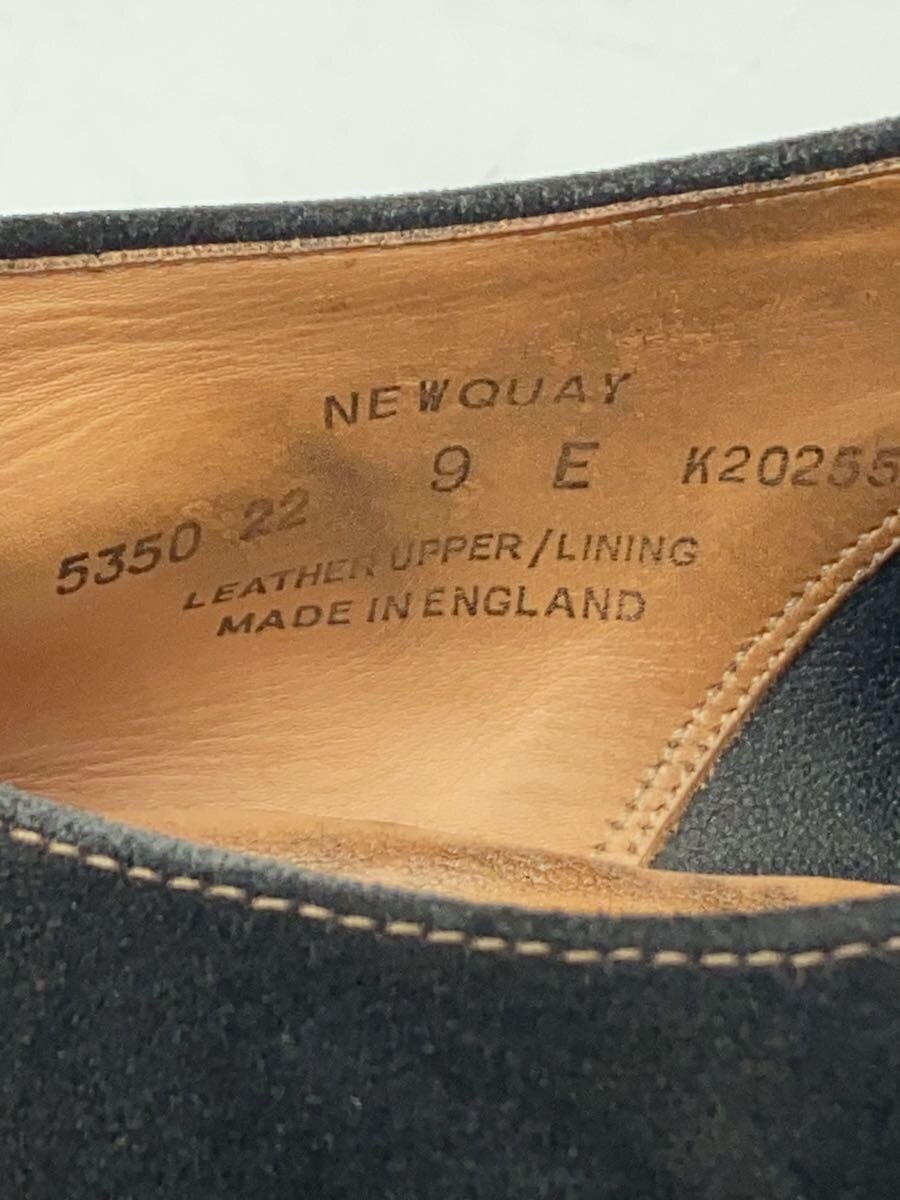 NEWQUAY
5350 22 9 E K20255
LEATHER UPPER/LINING
MADE IN ENGLAND